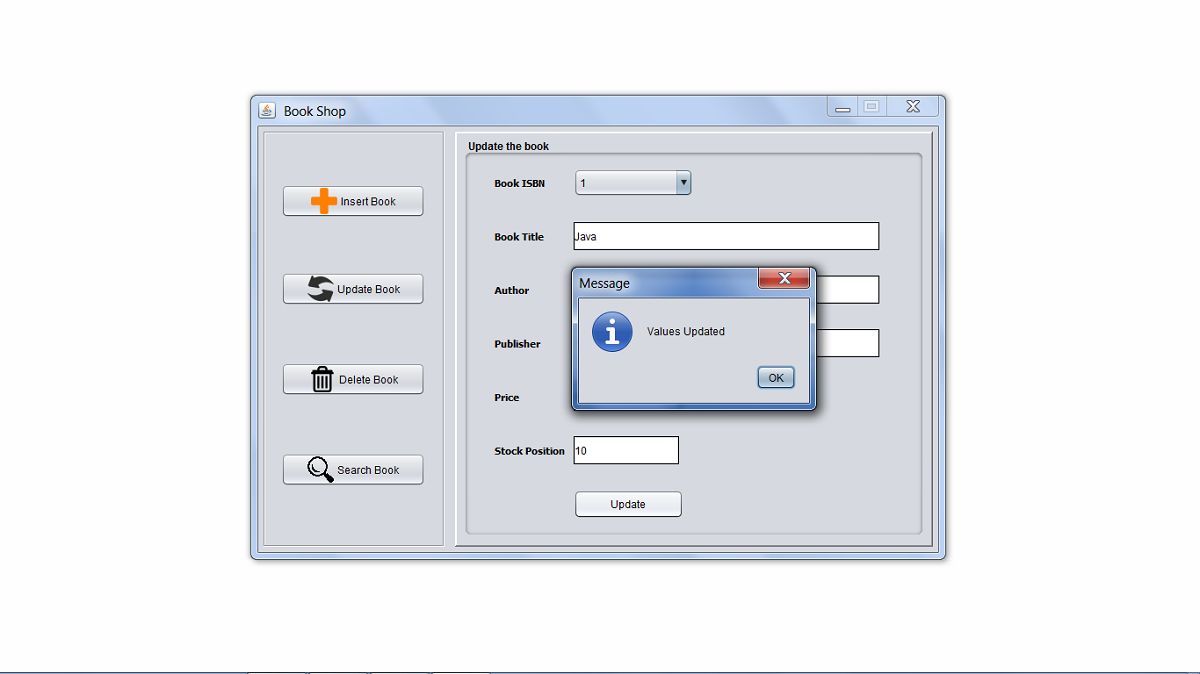 Book Shop
Insert Book
Update Book
Delete Book
Search Book
Update the book
Book ISBN 1
Book Title Java
Author
Publisher
Price
Stock Position 10
Update
Message
Values Updated
OK